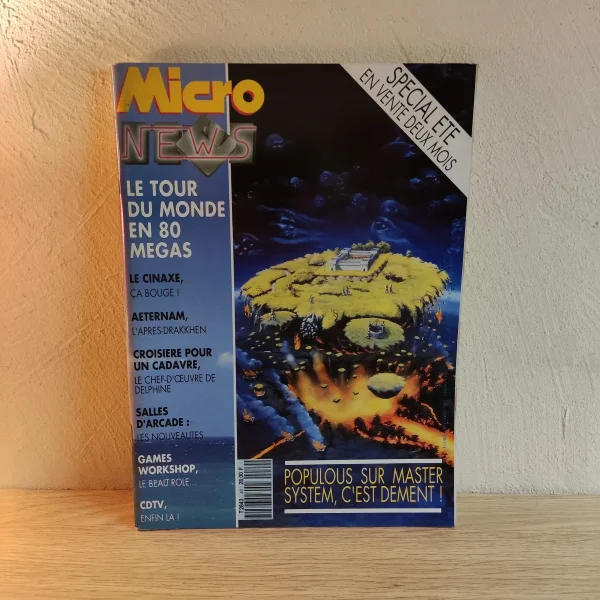 Micro
NEWS
SPECIAL ETE
EN VENTE DEUX MOIS
LE TOUR
DU MONDE
EN 80
MEGAS
LE CINAXE,
ÇA BOUGE !
AETERNAM,
L'APRES-DRAKKHEN
CROISIERE POUR
UN CADAVRE,
LE CHEF-D'ŒUVRE DE
DELPHINE
SALLES
D'ARCADE :
LES NOUVEAUTES
GAMES
WORKSHOP,
LE BEAU ROLE...
CDTV,
ENFIN LA !
POPULOUS SUR MASTER
SYSTEM, C'EST DEMENT !